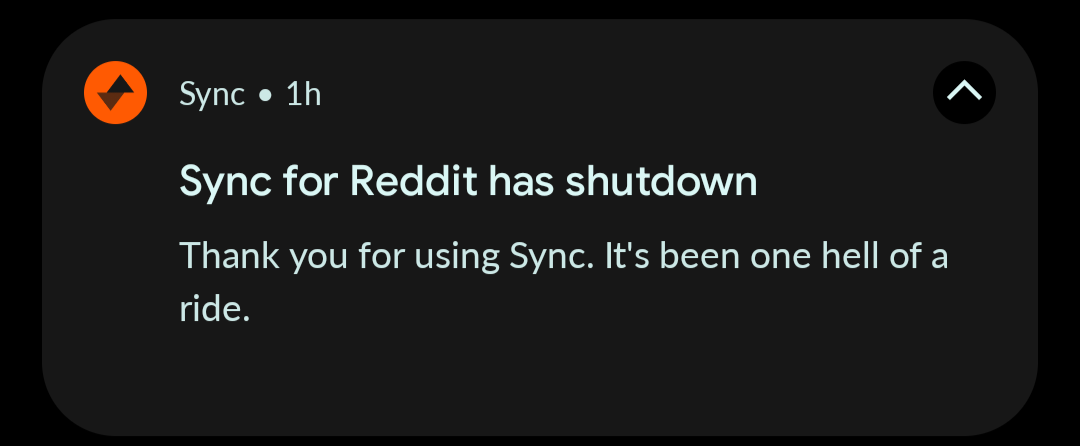 Sync • 1h
Sync for Reddit has shutdown
Thank you for using Sync. It's been one hell of a
ride.